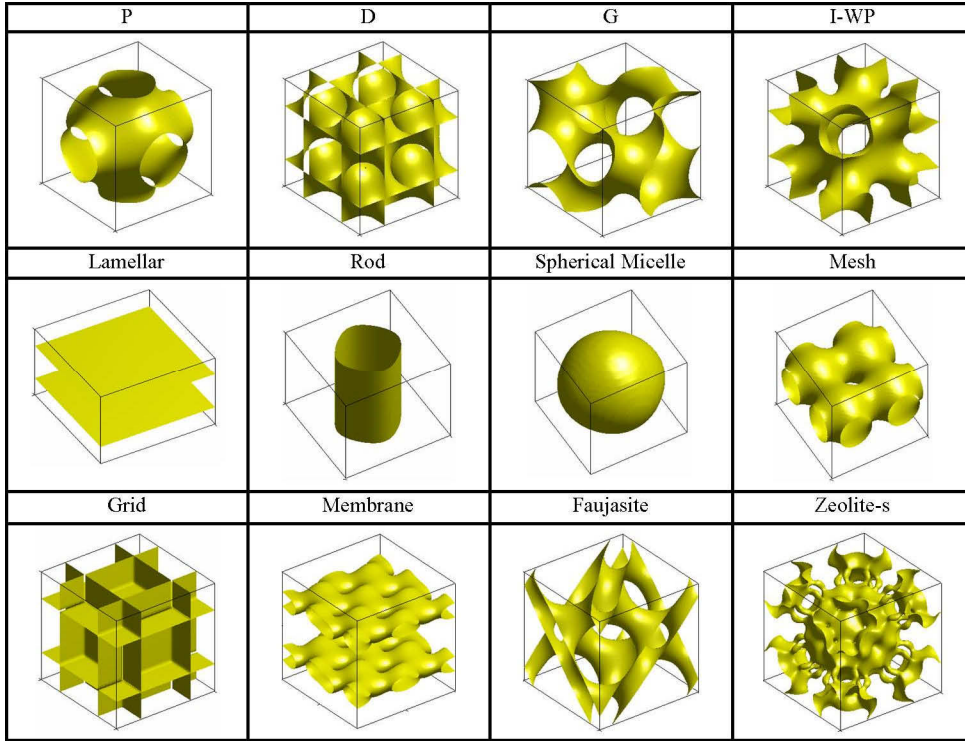 P D G I-WP
Lamellar Rod Spherical Micelle Mesh
Grid Membrane Faujasite Zeolite-s